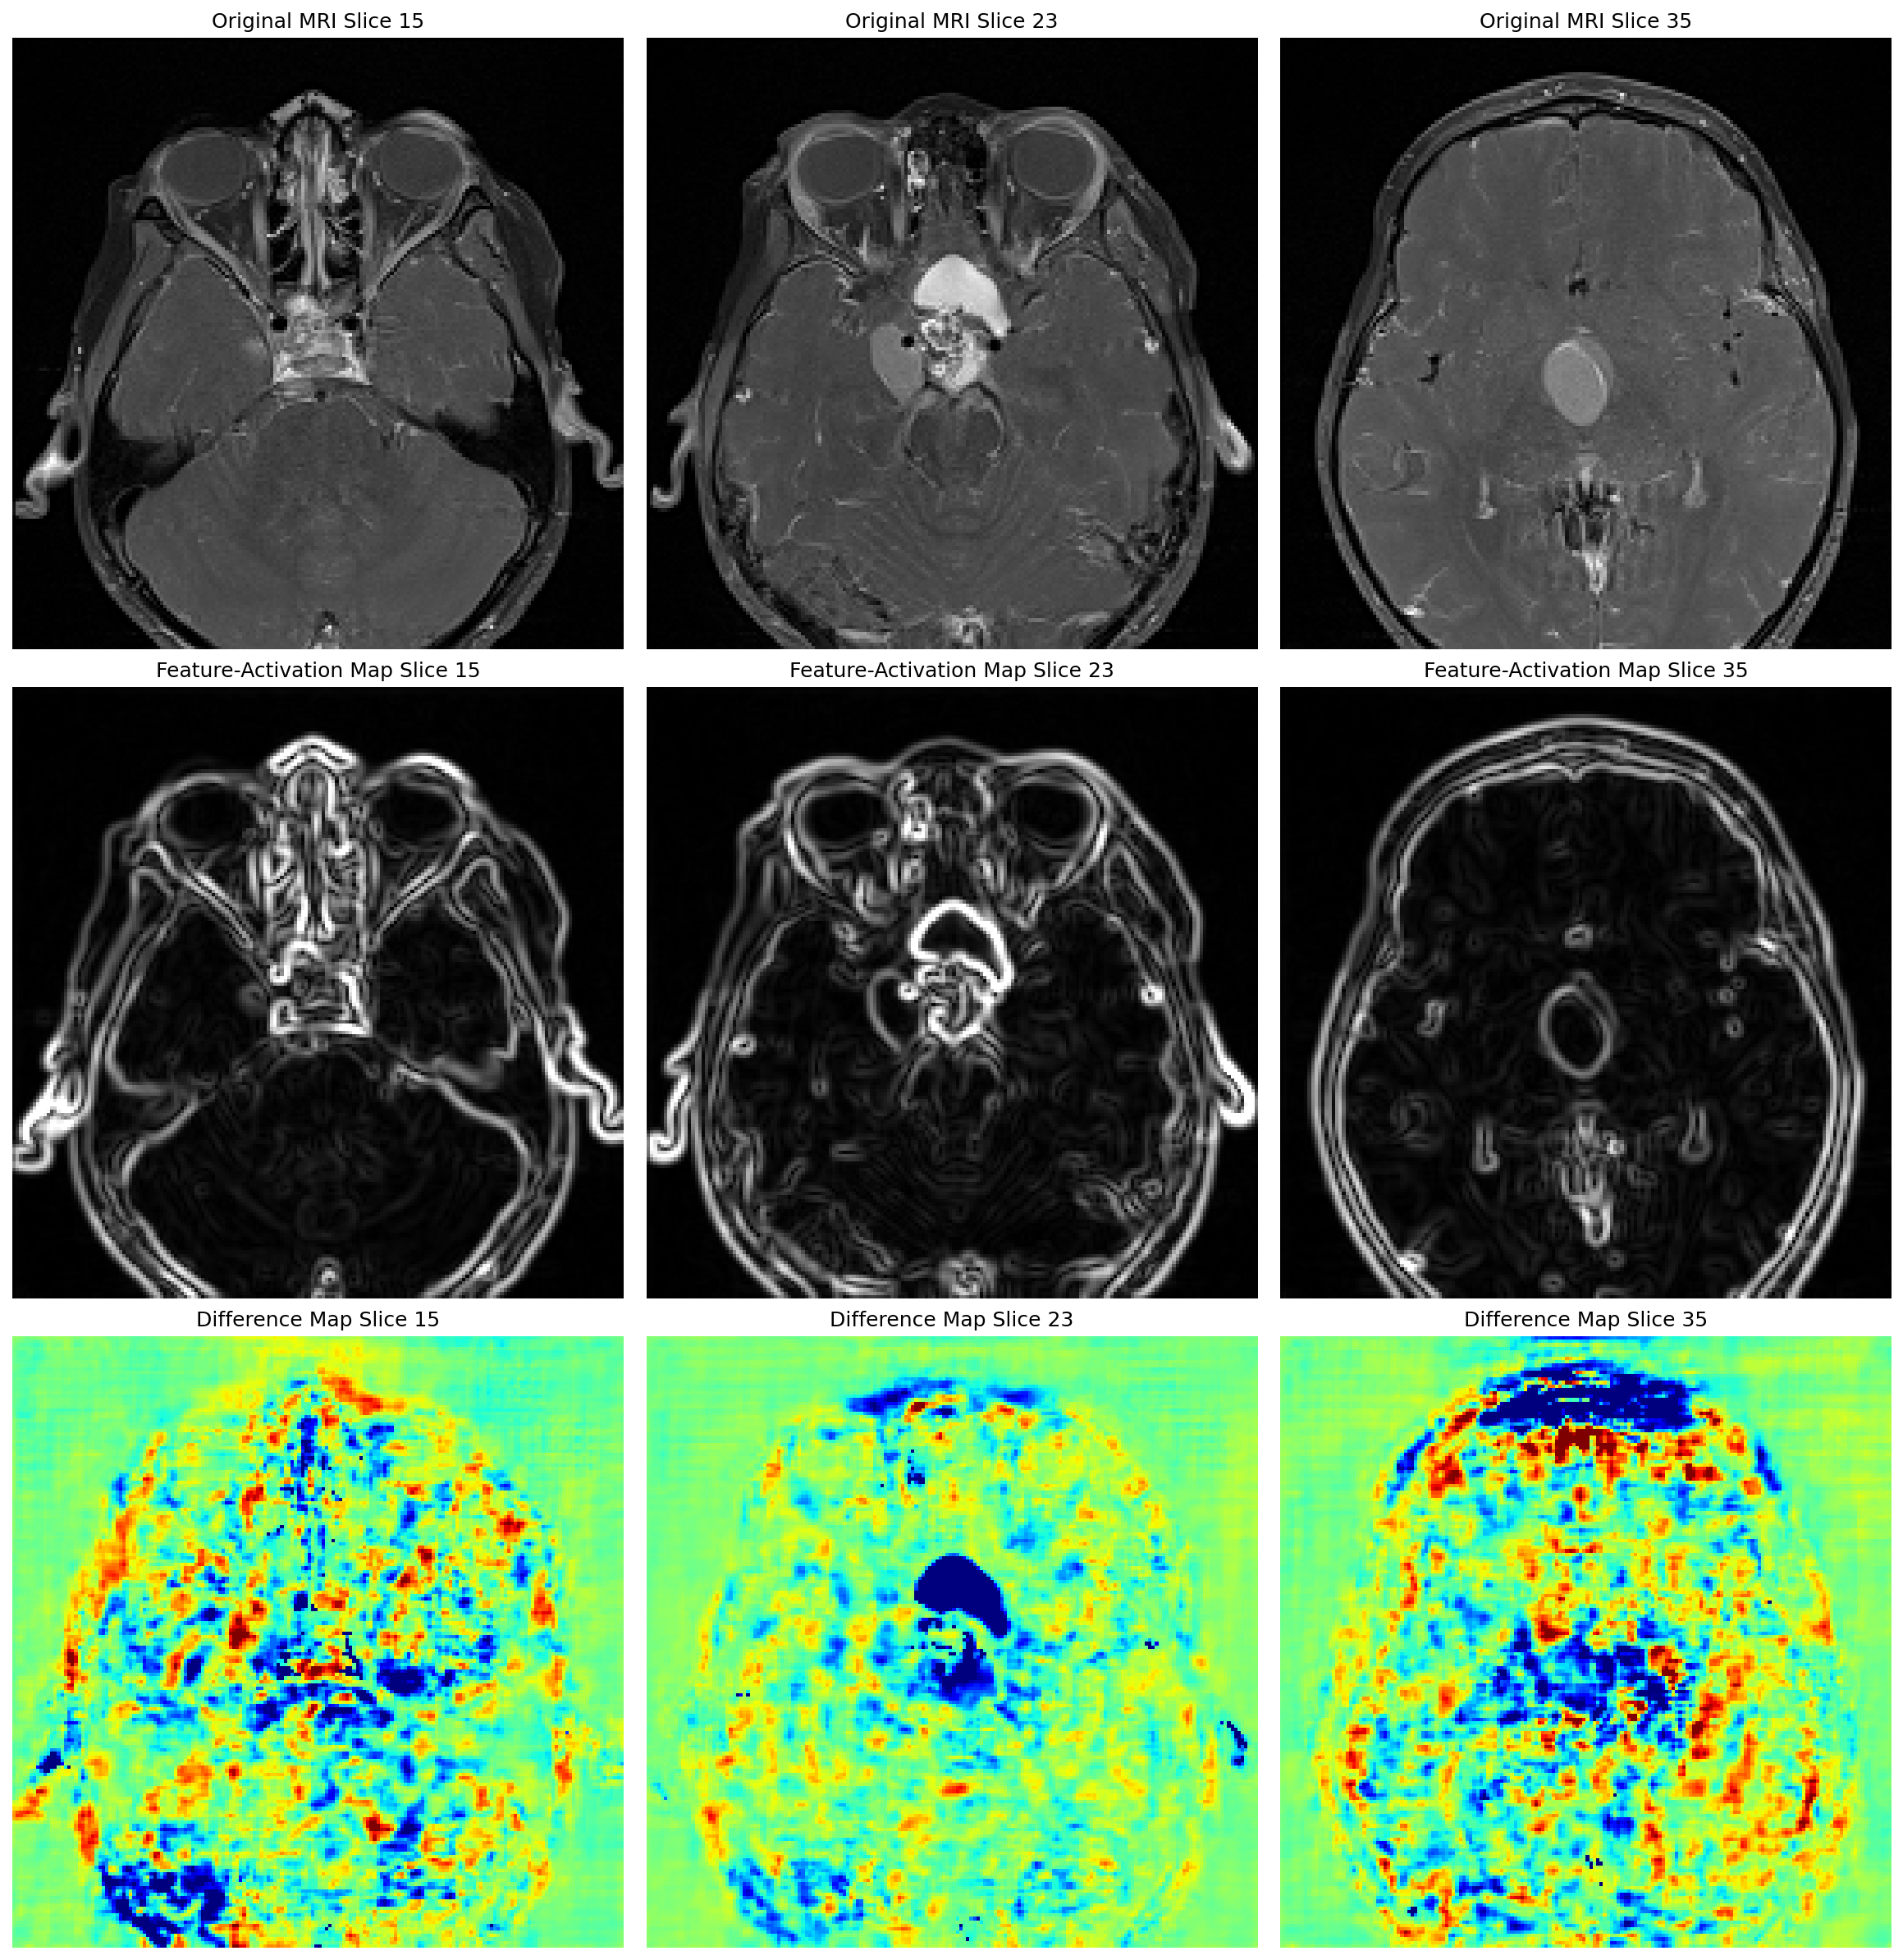 Original MRI Slice 15
Original MRI Slice 23
Original MRI Slice 35
Feature-Activation Map Slice 15
Feature-Activation Map Slice 23
Feature-Activation Map Slice 35
Difference Map Slice 15
Difference Map Slice 23
Difference Map Slice 35